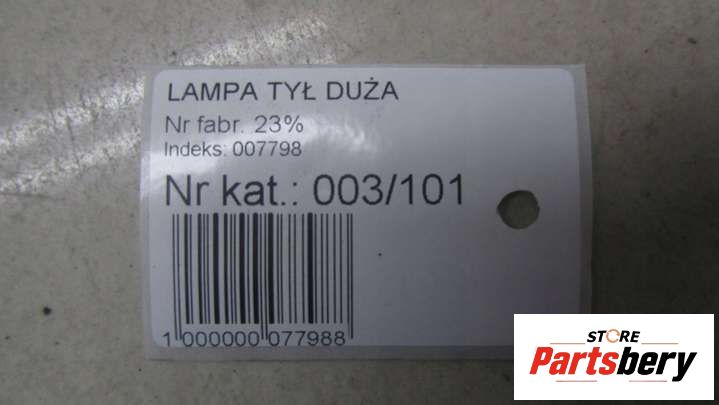 LAMPA TYŁ DUŻA
Nr fabr. 23%
Indeks: 007798
Nr kat.: 003/101
1 000000 077988
STORE
Partsbery